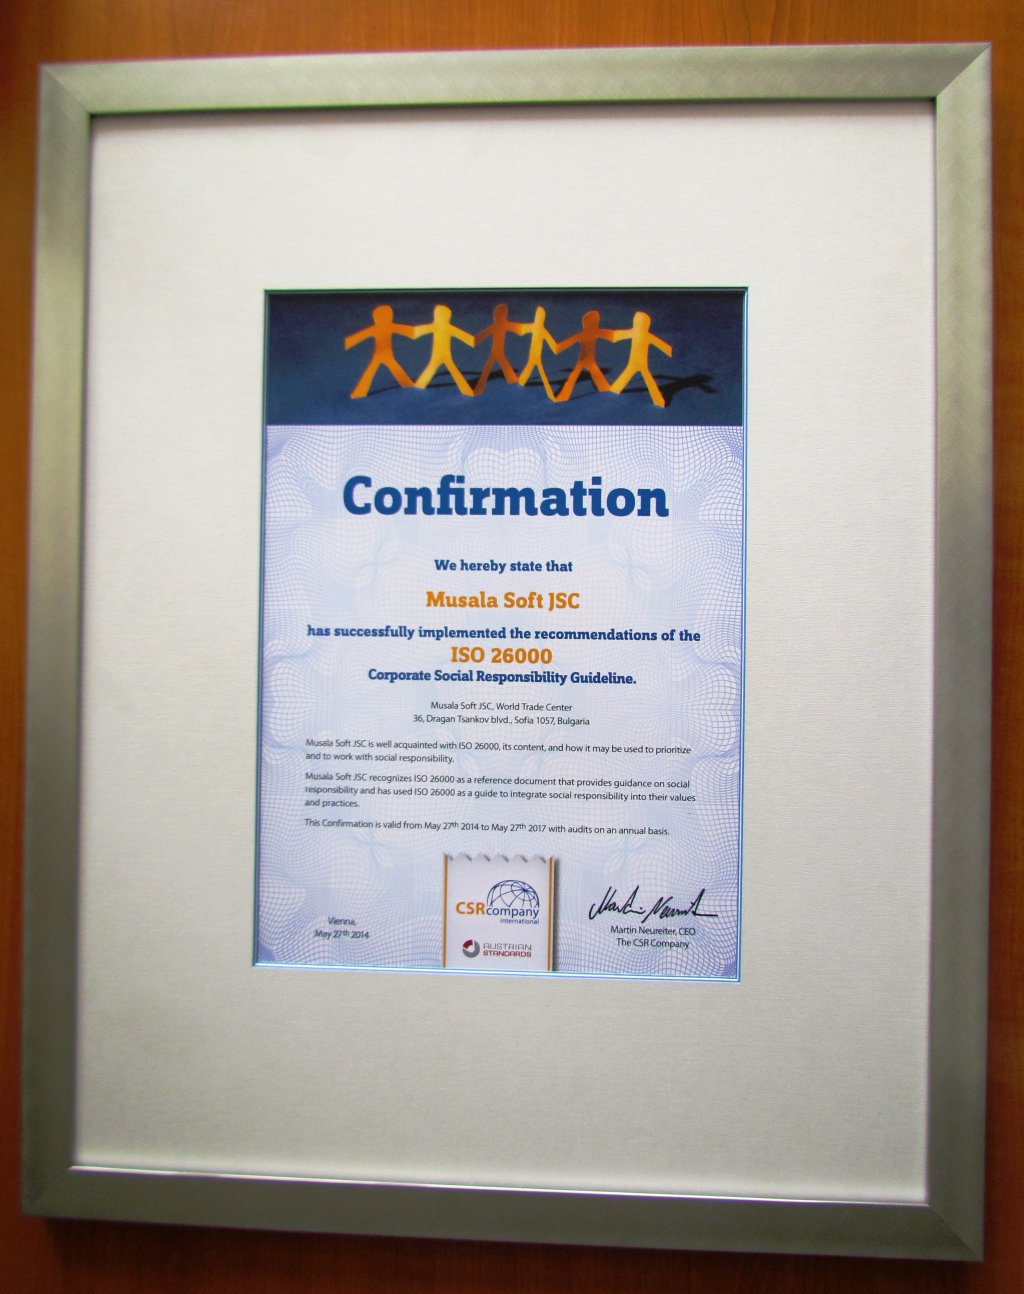 Confirmation
We hereby state that
Musala Soft JSC
has successfully implemented the recommendations of the
ISO 26000
Corporate Social Responsibility Guideline.
Musala Soft JSC, World Trade Center
36, Dragan Tsankov blvd., Sofia 1057, Bulgaria
Musala Soft JSC is well acquainted with ISO 26000, its content, and how it may be used to prioritize
and to work with social responsibility.
Musala Soft JSC recognizes ISO 26000 as a reference document that provides guidance on social
responsibility and has used ISO 26000 as a guide to integrate social responsibility into their values
and practices.
This Confirmation is valid from May 27th 2014 to May 27th 2017 with audits on an annual basis.
Vienna,
May 27th 2014
CSRcompany
international
AUSTRIAN
STANDARDS
Martin Neureiter, CEO
The CSR Company